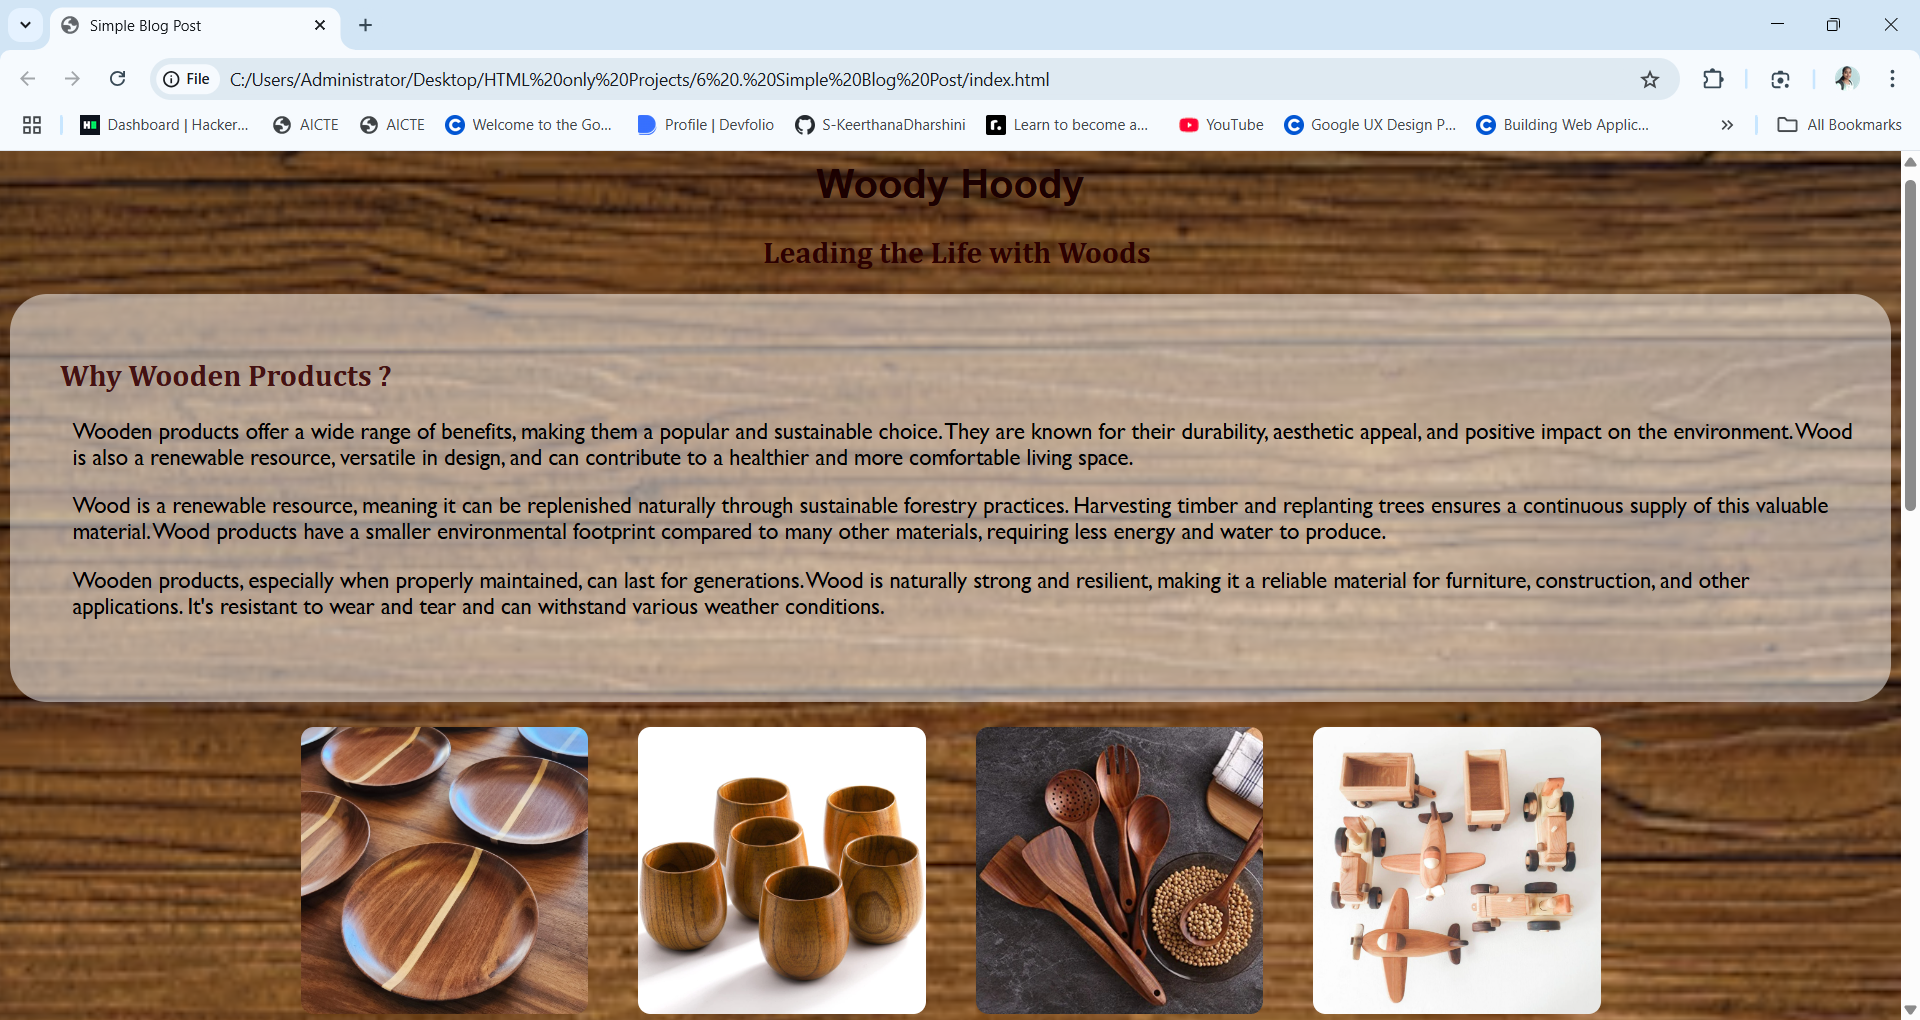 Simple Blog Post
File C:/Users/Administrator/Desktop/HTML%20only%20Projects/6%20.%20Simple%20Blog%20Post/index.html
Dashboard | Hacker... AICTE AICTE Welcome to the Go... Profile | Devfolio S-KeerthanaDharshini Learn to become a... YouTube Google UX Design P... Building Web Applic... » All Bookmarks
Woody Hoody
Leading the Life with Woods
Why Wooden Products ?
Wooden products offer a wide range of benefits, making them a popular and sustainable choice. They are known for their durability, aesthetic appeal, and positive impact on the environment. Wood
is also a renewable resource, versatile in design, and can contribute to a healthier and more comfortable living space.
Wood is a renewable resource, meaning it can be replenished naturally through sustainable forestry practices. Harvesting timber and replanting trees ensures a continuous supply of this valuable
material. Wood products have a smaller environmental footprint compared to many other materials, requiring less energy and water to produce.
Wooden products, especially when properly maintained, can last for generations. Wood is naturally strong and resilient, making it a reliable material for furniture, construction, and other
applications. It's resistant to wear and tear and can withstand various weather conditions.